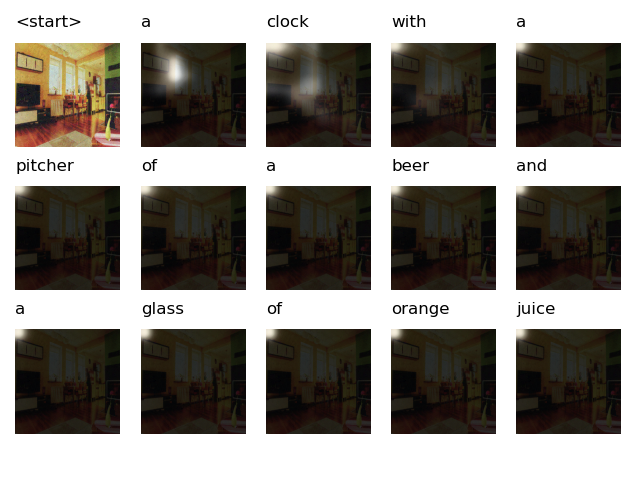 <start> a clock with a
pitcher of a beer and
a glass of orange juice